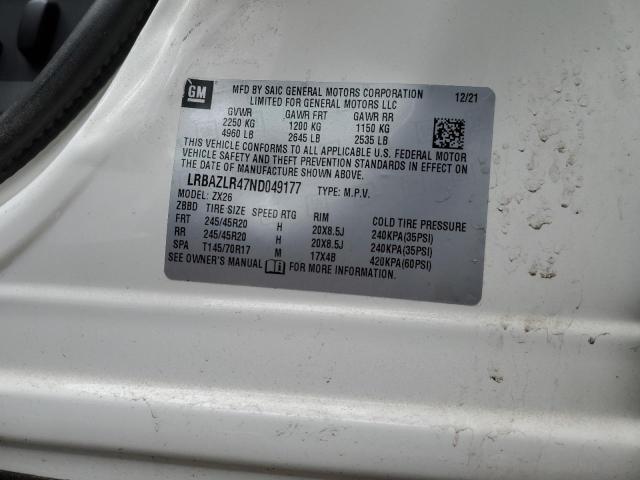 GM
MFD BY SAIC GENERAL MOTORS CORPORATION 12/21
LIMITED FOR GENERAL MOTORS LLC
GVWR GAWR FRT GAWR RR
2250 KG 1200 KG 1150 KG
4960 LB 2645 LB 2535 LB
THIS VEHICLE CONFORMS TO ALL APPLICABLE U.S. FEDERAL MOTOR
VEHICLE SAFETY, BUMPER, AND THEFT PREVENTION STANDARDS IN EFFECT ON
THE DATE OF MANUFACTURE SHOWN ABOVE.
LRBAZLR47ND049177 TYPE: M.P.V.
MODEL: ZX26
ZBBD TIRE SIZE SPEED RTG RIM COLD TIRE PRESSURE
FRT 245/45R20 H 20X8.5J 240KPA(35PSI)
RR 245/45R20 H 20X8.5J 240KPA(35PSI)
SPA T145/70R17 M 17X4B 420KPA(60PSI)
SEE OWNER'S MANUAL FOR MORE INFORMATION.